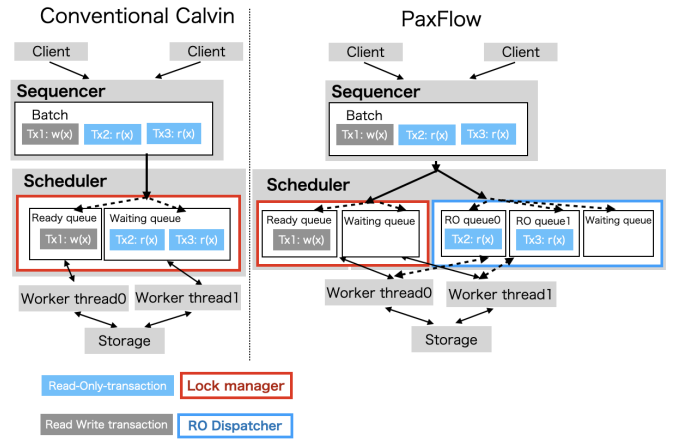 Conventional Calvin
Client
Client
Sequencer
Batch
Tx1: w(x)
Tx2: r(x)
Tx3: r(x)
Scheduler
Ready queue
Tx1: w(x)
Waiting queue
Tx2: r(x)
Tx3: r(x)
Worker thread0
Worker thread1
Storage
PaxFlow
Client
Client
Sequencer
Batch
Tx1: w(x)
Tx2: r(x)
Tx3: r(x)
Scheduler
Ready queue
Tx1: w(x)
Waiting queue
RO queue0
Tx2: r(x)
RO queue1
Tx3: r(x)
Waiting queue
Worker thread0
Worker thread1
Storage
Read-Only-transaction
Lock manager
Read Write transaction
RO Dispatcher